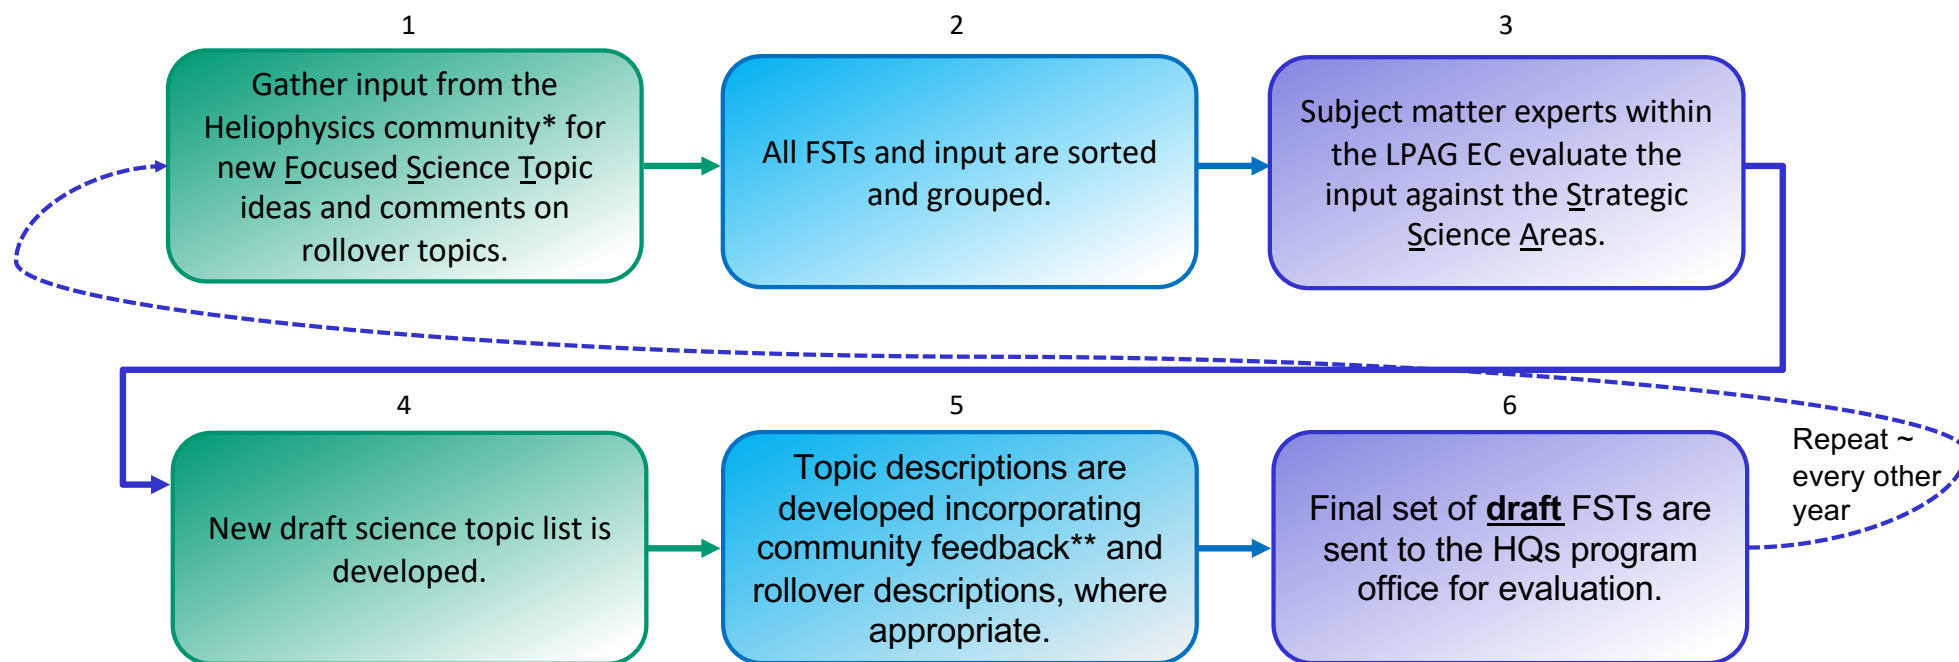 1
Gather input from the
Heliophysics community* for
new Focused Science Topic
ideas and comments on
rollover topics.
2
All FSTs and input are sorted
and grouped.
3
Subject matter experts within
the LPAG EC evaluate the
input against the Strategic
Science Areas.
4
New draft science topic list is
developed.
5
Topic descriptions are
developed incorporating
community feedback** and
rollover descriptions, where
appropriate.
6
Final set of draft FSTs are
sent to the HQs program
office for evaluation.
Repeat ~
every other
year